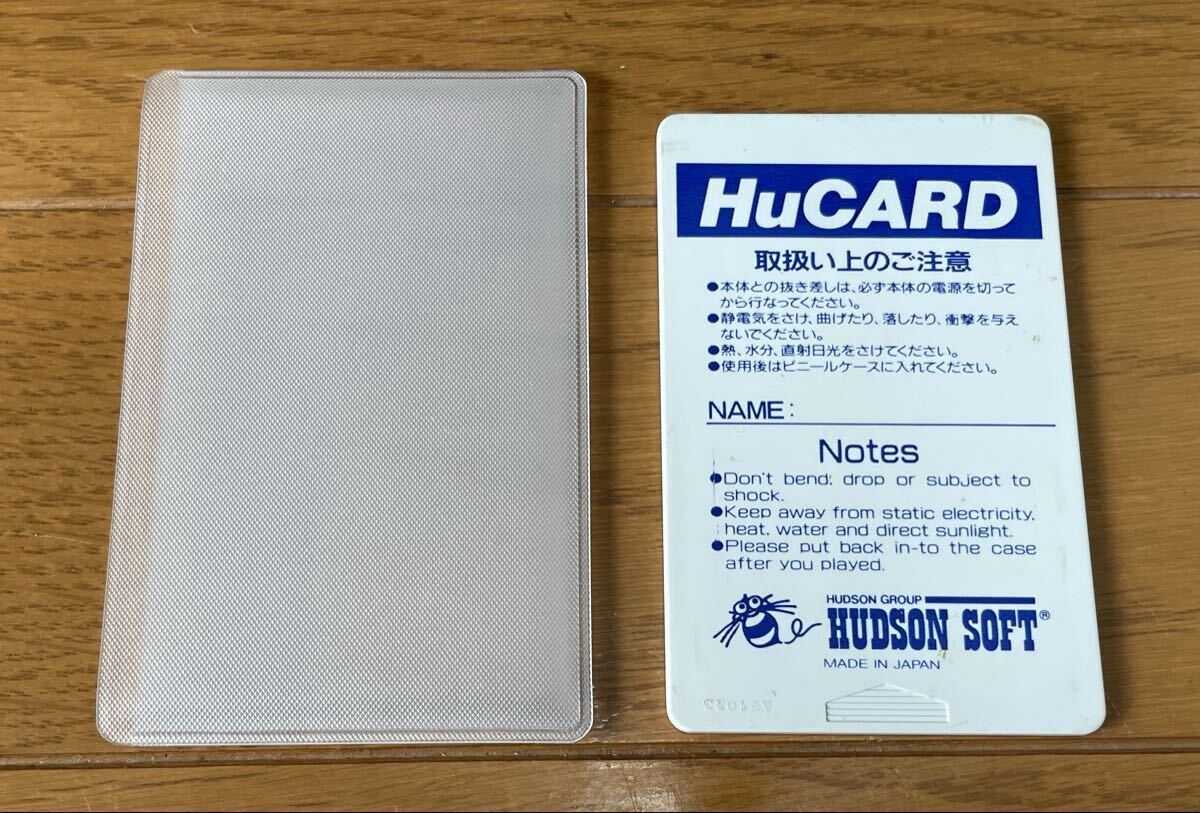 HuCARD
取扱い上のご注意
●本体との抜き差しは、必ず本体の電源を切って
から行なってください。
●静電気をさけ、曲げたり、落したり、衝撃を与え
ないでください。
●熱、水分、直射日光をさけてください。
●使用後はビニールケースに入れてください。
NAME:
Notes
●Don't bend, drop or subject to
shock.
●Keep away from static electricity,
heat, water and direct sunlight.
●Please put back in-to the case
after you played.
HUDSON GROUP
HUDSON SOFT®
MADE IN JAPAN